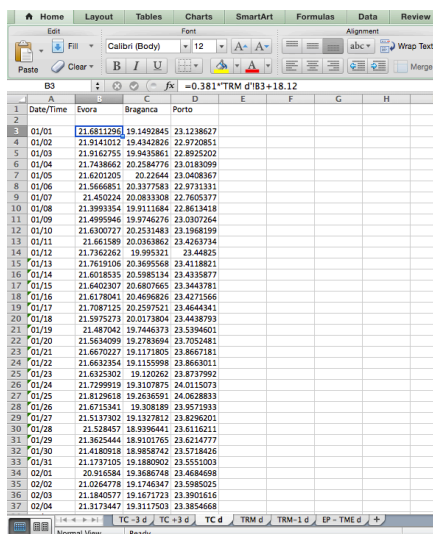 Home Layout Tables Charts SmartArt Formulas Data Review
Edit Font Alignment
Paste Fill Clear Calibri (Body) 12 A A abc Wrap Text
B I U A Merge
B3 fx =0.381*'TRM d'!B3+18.12
A B C D E F G H
1 Date/Time Evora Braganca Porto
2
3 01/01 21.6811296 19.1492845 23.1238627
4 01/02 21.9141012 19.4342826 22.9720851
5 01/03 21.9162755 19.9435861 22.8925202
6 01/04 21.7438662 20.2584776 23.0183099
7 01/05 21.6201205 20.22644 23.0408367
8 01/06 21.5666851 20.3377583 22.9731331
9 01/07 21.450224 20.0833308 22.7605377
10 01/08 21.3993354 19.9111684 22.8613418
11 01/09 21.4995946 19.9746276 23.0307264
12 01/10 21.6300727 20.2531483 23.1968199
13 01/11 21.661589 20.0363862 23.4263734
14 01/12 21.7362262 19.995321 23.44825
15 01/13 21.7619106 20.3695568 23.4118821
16 01/14 21.6018535 20.5985134 23.4335877
17 01/15 21.6402307 20.6807665 23.3443781
18 01/16 21.6178041 20.4696826 23.4271566
19 01/17 21.7087125 20.2597521 23.4644341
20 01/18 21.5975273 20.0173804 23.4438793
21 01/19 21.487042 19.7446373 23.5394601
22 01/20 21.5634099 19.2783694 23.7052481
23 01/21 21.6670227 19.1171805 23.8667181
24 01/22 21.6632354 19.1155998 23.8663011
25 01/23 21.6325302 19.120262 23.8737992
26 01/24 21.7299919 19.3107875 24.0115073
27 01/25 21.8129618 19.2636591 24.0628833
28 01/26 21.6715341 19.308189 23.9571933
29 01/27 21.5137302 19.1327812 23.8296201
30 01/28 21.528457 18.9396441 23.6116211
31 01/29 21.3625444 18.9101765 23.6214777
32 01/30 21.4180918 18.9858742 23.5718426
33 01/31 21.1737105 19.1880902 23.5551003
34 02/01 20.916584 19.3686748 23.4684698
35 02/02 21.0264778 19.1746347 23.5985025
36 02/03 21.1840577 19.1671723 23.3901616
37 02/04 21.3173447 19.3117503 23.3854668
TC -3 d TC +3 d TC d TRM d TRM-1 d EP - TME d +
Normal View Ready